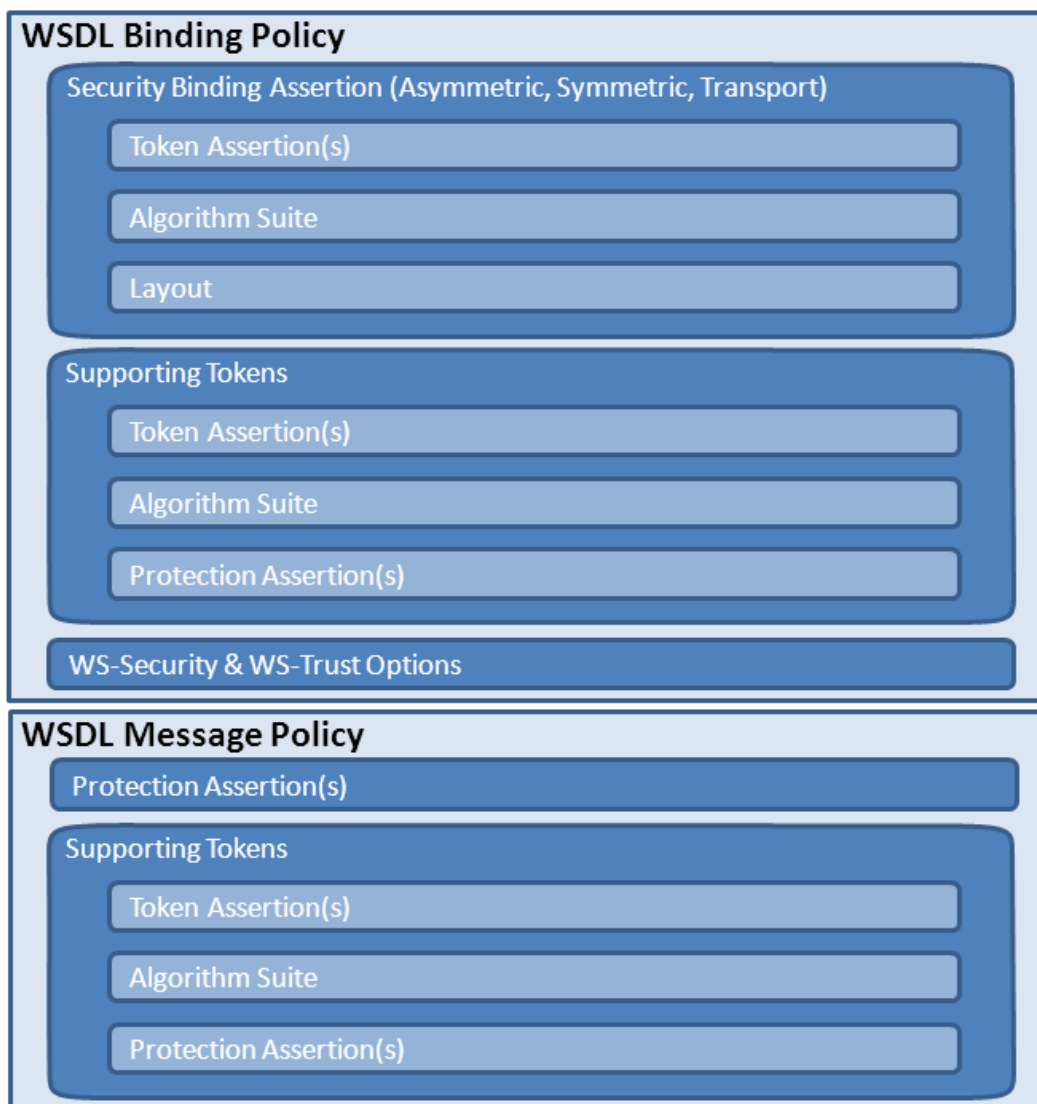 WSDL Binding Policy
Security Binding Assertion (Asymmetric, Symmetric, Transport)
Token Assertion(s)
Algorithm Suite
Layout
Supporting Tokens
Token Assertion(s)
Algorithm Suite
Protection Assertion(s)
WS-Security & WS-Trust Options
WSDL Message Policy
Protection Assertion(s)
Supporting Tokens
Token Assertion(s)
Algorithm Suite
Protection Assertion(s)